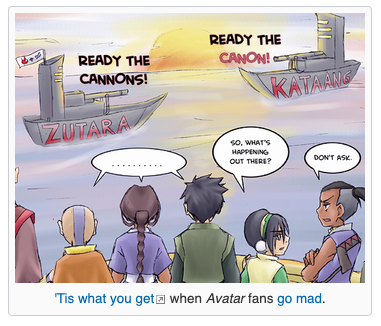 READY THE
CANNONS!
READY THE
CANON!
ZUTARA
KATAANG
..........
SO, WHAT'S
HAPPENING
OUT THERE?
DON'T ASK.
'Tis what you get when Avatar fans go mad.